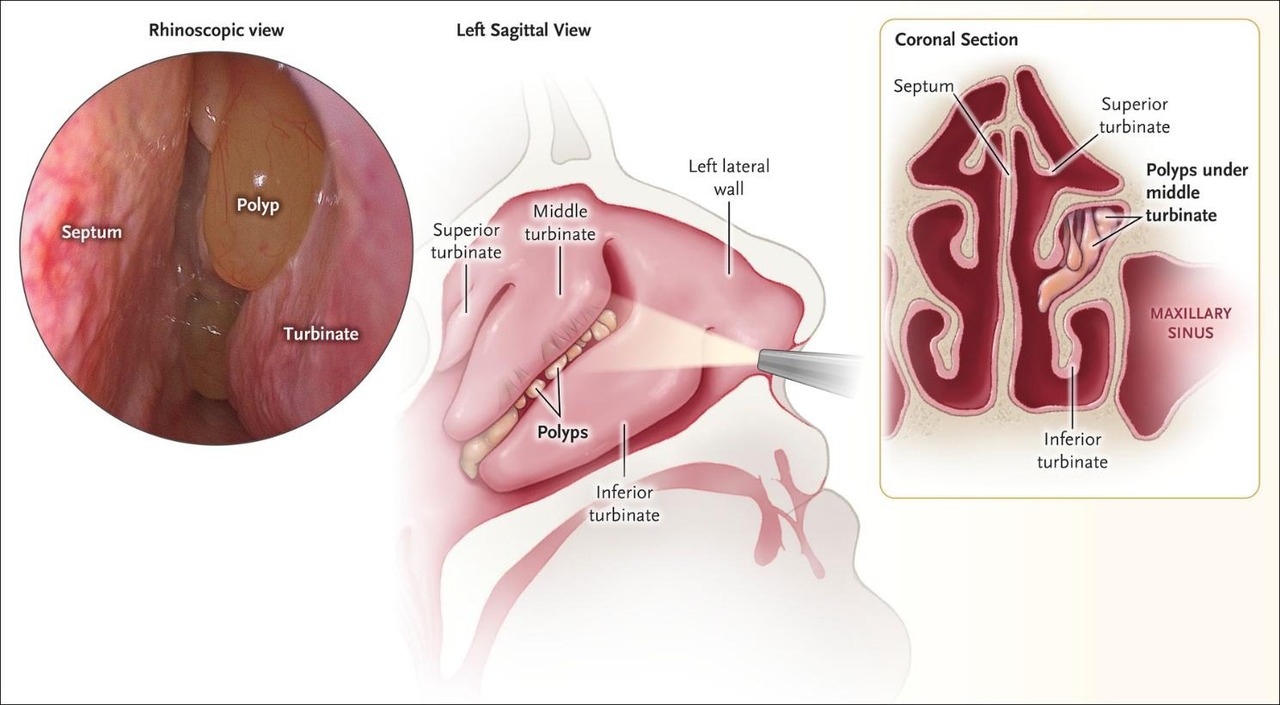 Rhinoscopic view
Septum
Polyp
Turbinate
Left Sagittal View
Superior
turbinate
Middle
turbinate
Left lateral
wall
Polyps
Inferior
turbinate
Coronal Section
Septum
Superior
turbinate
Polyps under
middle
turbinate
MAXILLARY
SINUS
Inferior
turbinate